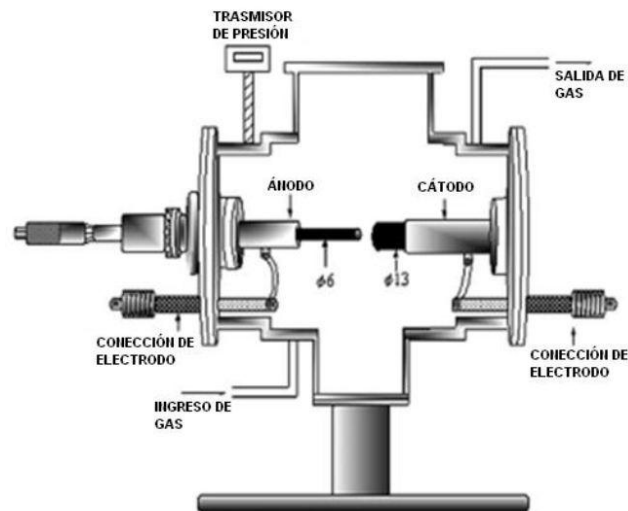 TRASMISOR
DE PRESIÓN
SALIDA DE
GAS
ÁNODO
CÁTODO
ϕ6
ϕ13
CONECCIÓN DE
ELECTRODO
CONECCIÓN DE
ELECTRODO
INGRESO DE
GAS